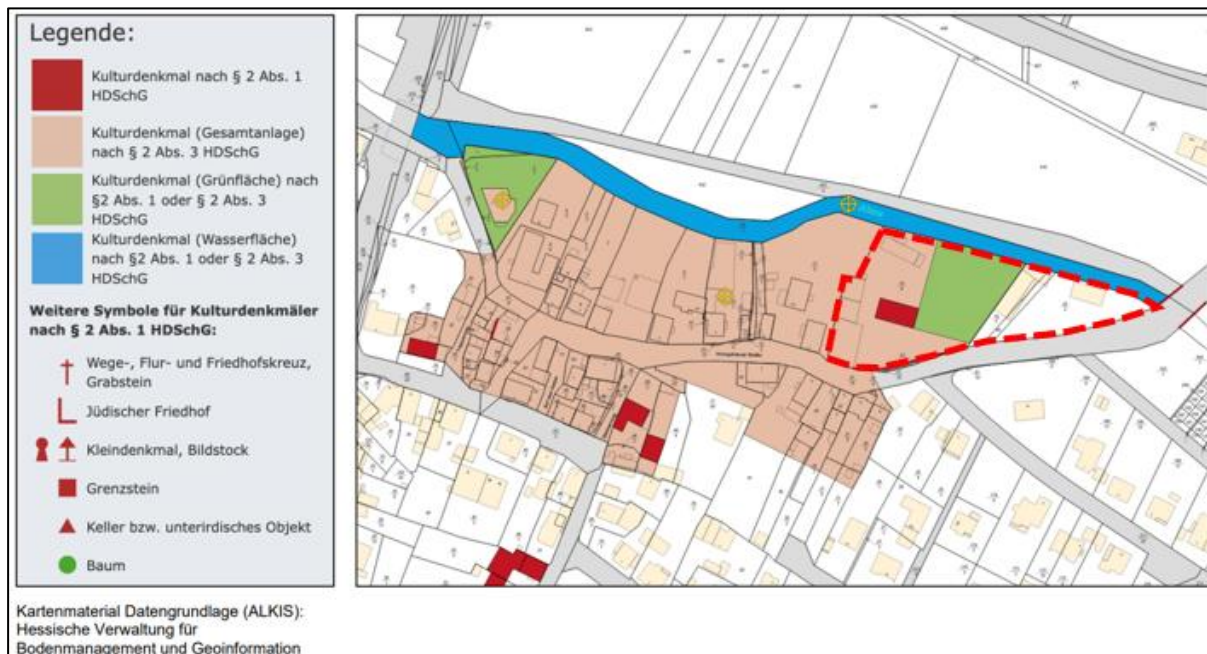 Legende:
Kulturdenkmal nach § 2 Abs. 1
HDSchG
Kulturdenkmal (Gesamtanlage)
nach § 2 Abs. 3 HDSchG
Kulturdenkmal (Grünfläche) nach
§2 Abs. 1 oder § 2 Abs. 3
HDSchG
Kulturdenkmal (Wasserfläche)
nach §2 Abs. 1 oder § 2 Abs. 3
HDSchG
Weitere Symbole für Kulturdenkmäler
nach § 2 Abs. 1 HDSchG:
Wege-, Flur- und Friedhofskreuz,
Grabstein
Jüdischer Friedhof
Kleindenkmal, Bildstock
Grenzstein
Keller bzw. unterirdisches Objekt
Baum
Kartenmaterial Datengrundlage (ALKIS):
Hessische Verwaltung für
Bodenmanagement und Geoinformation